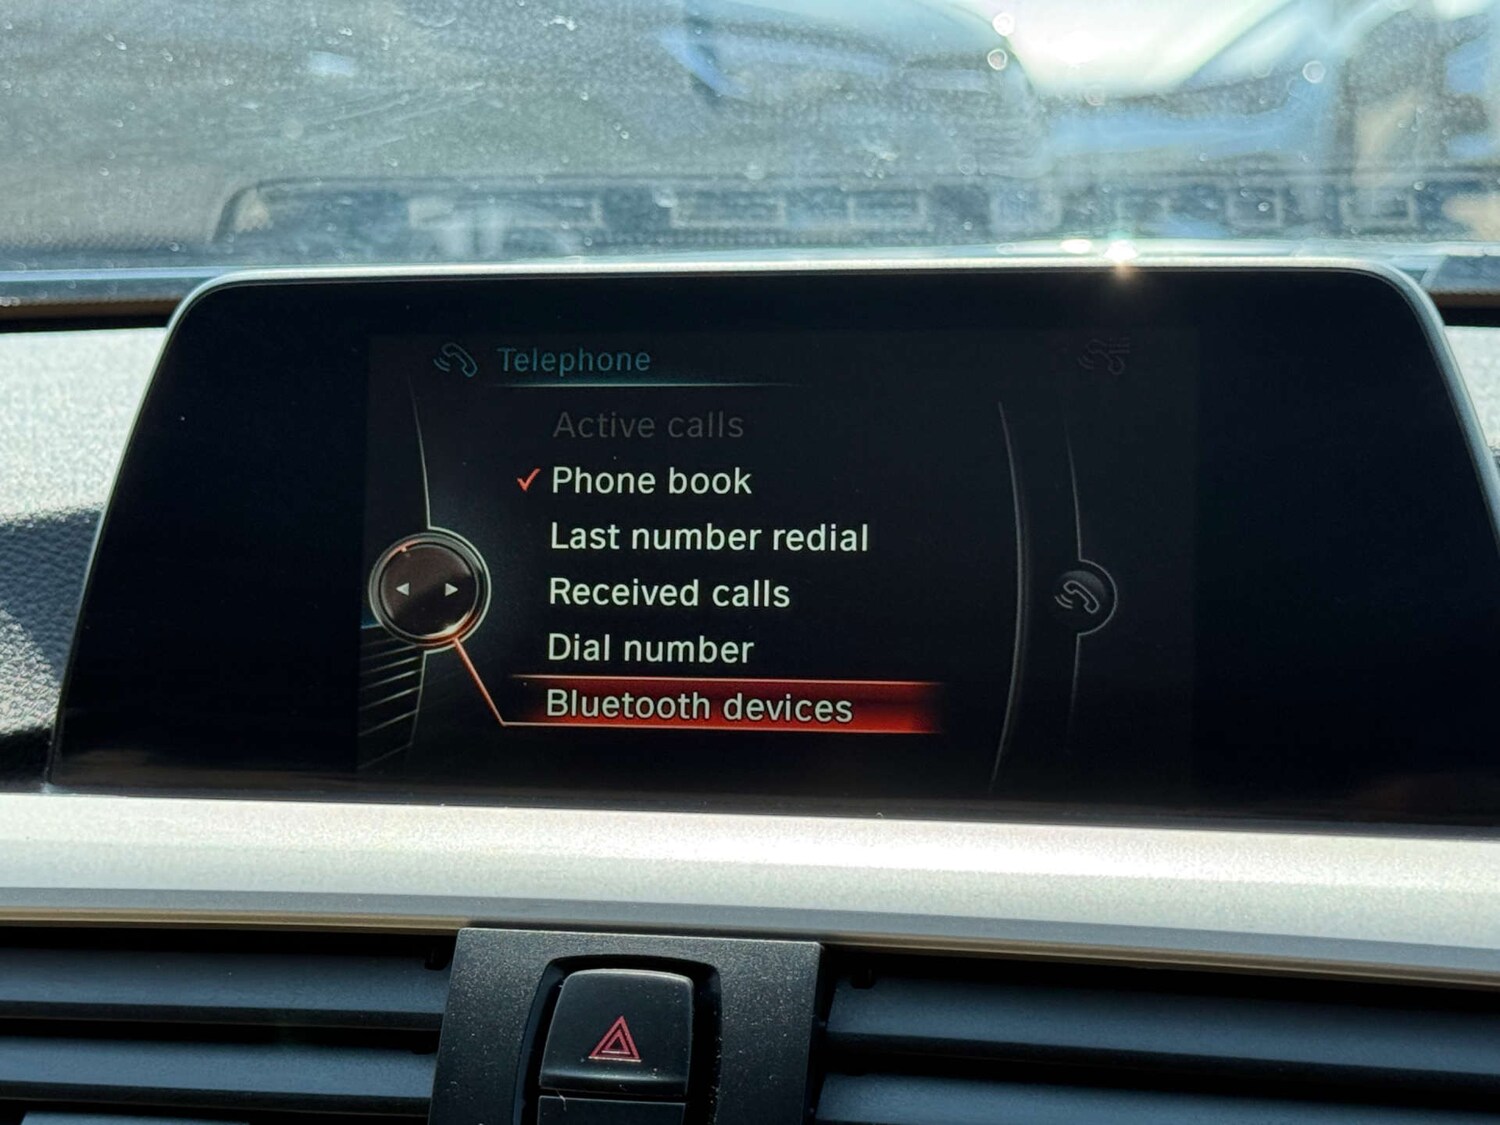 Telephone
Active calls
Phone book
Last number redial
Received calls
Dial number
Bluetooth devices